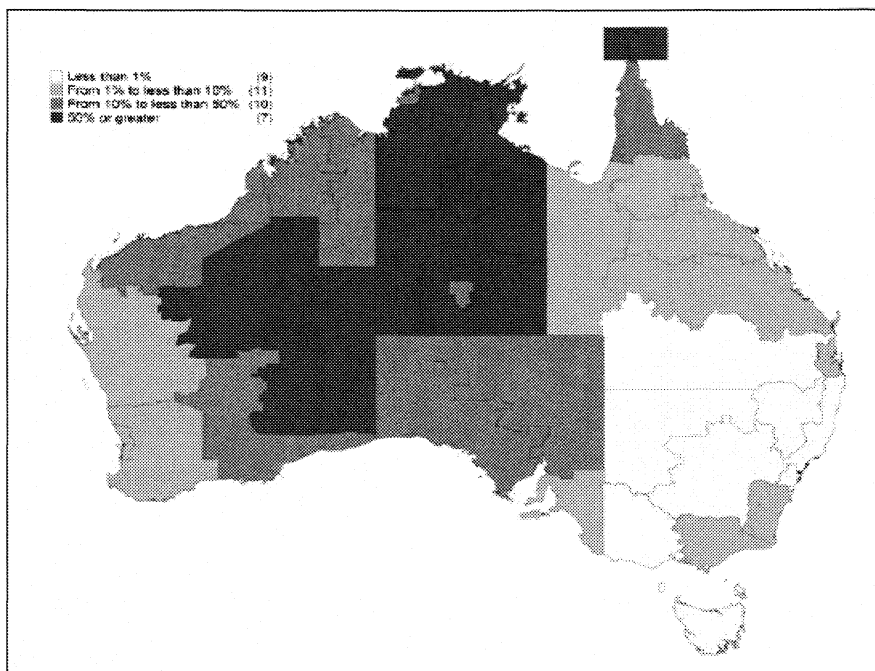 Less than 1% (9)
From 1% to less than 10% (11)
From 10% to less than 50% (10)
50% or greater (7)